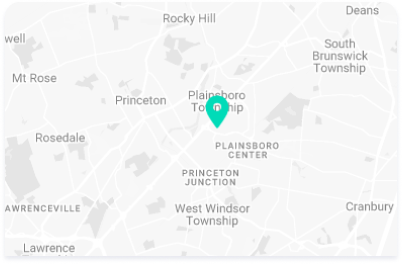 Rocky Hill
Deans
well
South
Brunswick
Township
Mt Rose
Plainsboro
Township
Princeton
Rosedale
PLAINSBORO
CENTER
PRINCETON
JUNCTION
AWRENCEVILLE
West Windsor
Township
Cranbury
Lawrence